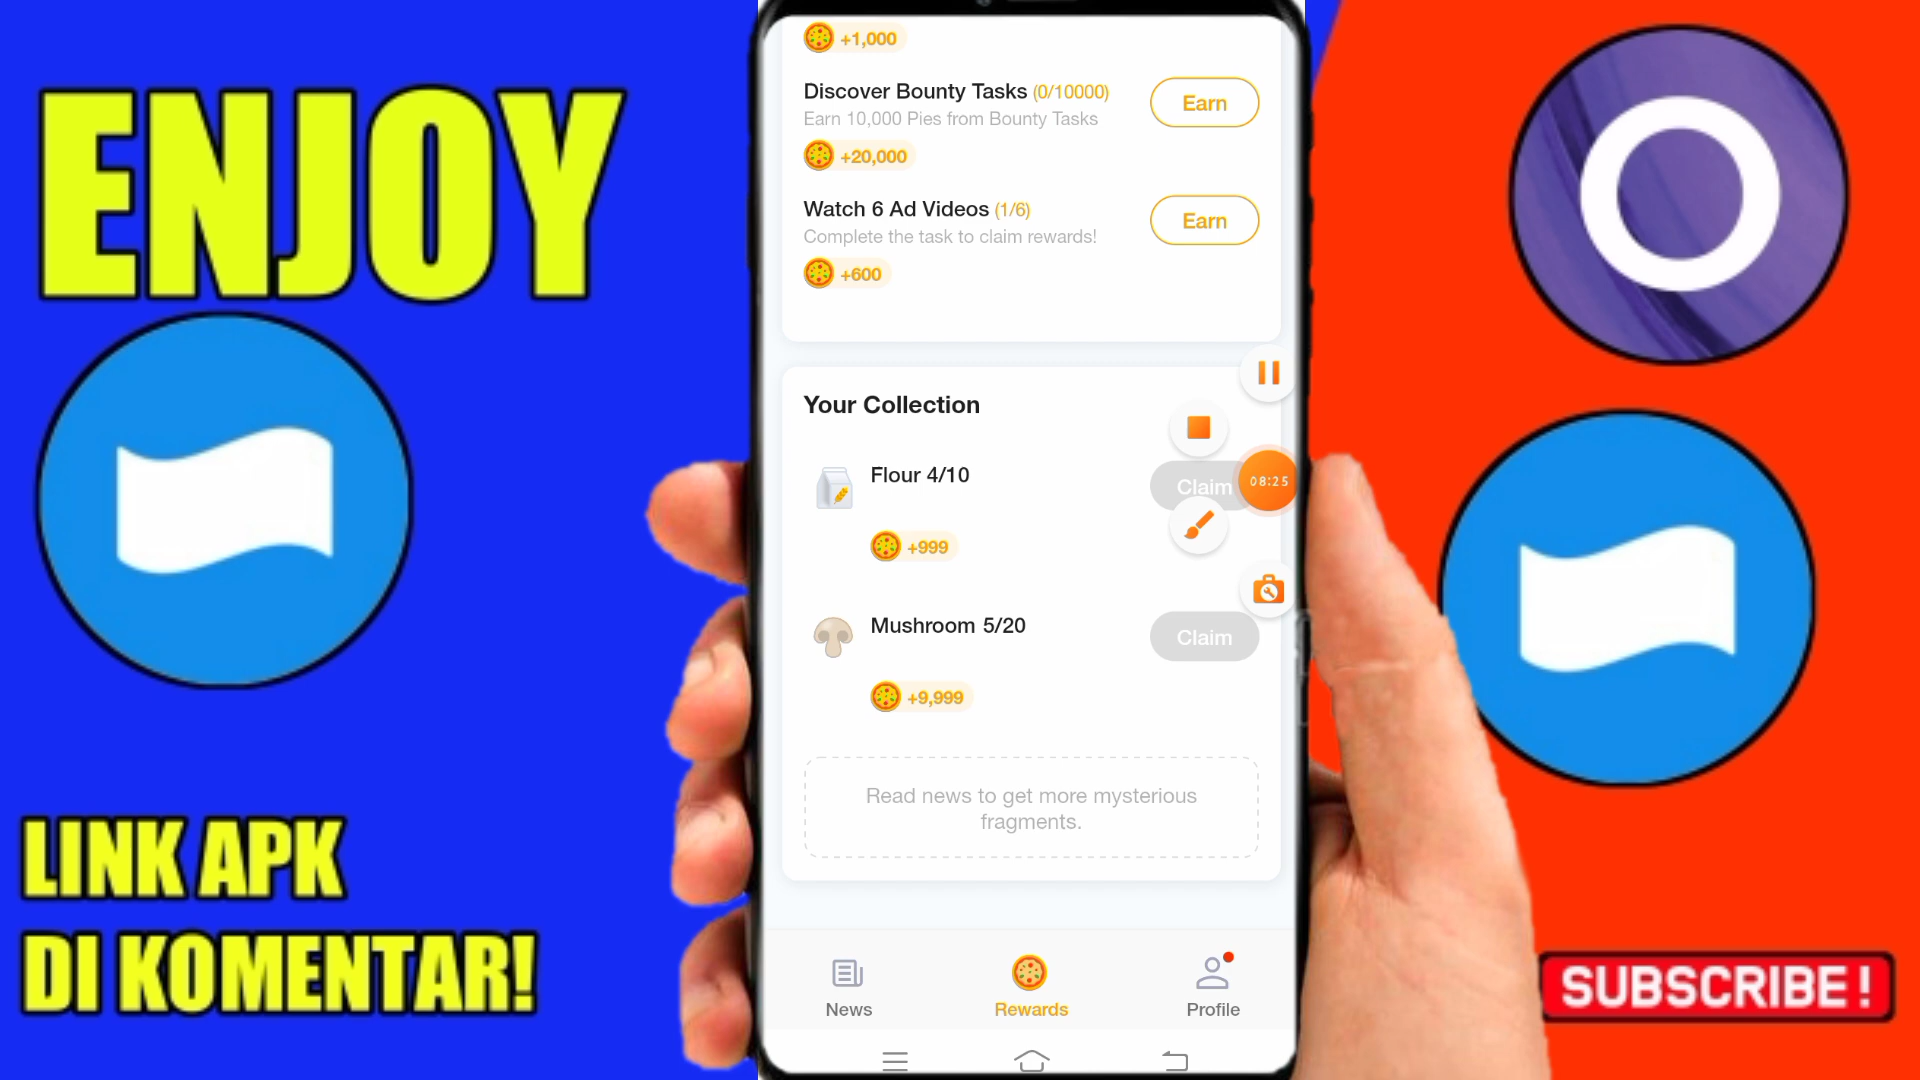 ENJOY
LINK APK
DI KOMENTAR!
+1,000
Discover Bounty Tasks (0/10000)
Earn 10,000 Pies from Bounty Tasks
Earn
+20,000
Watch 6 Ad Videos (1/6)
Complete the task to claim rewards!
Earn
+600
Your Collection
Flour 4/10
Claim
08:25
+999
Mushroom 5/20
Claim
+9,999
Read news to get more mysterious
fragments.
News
Rewards
Profile
SUBSCRIBE !